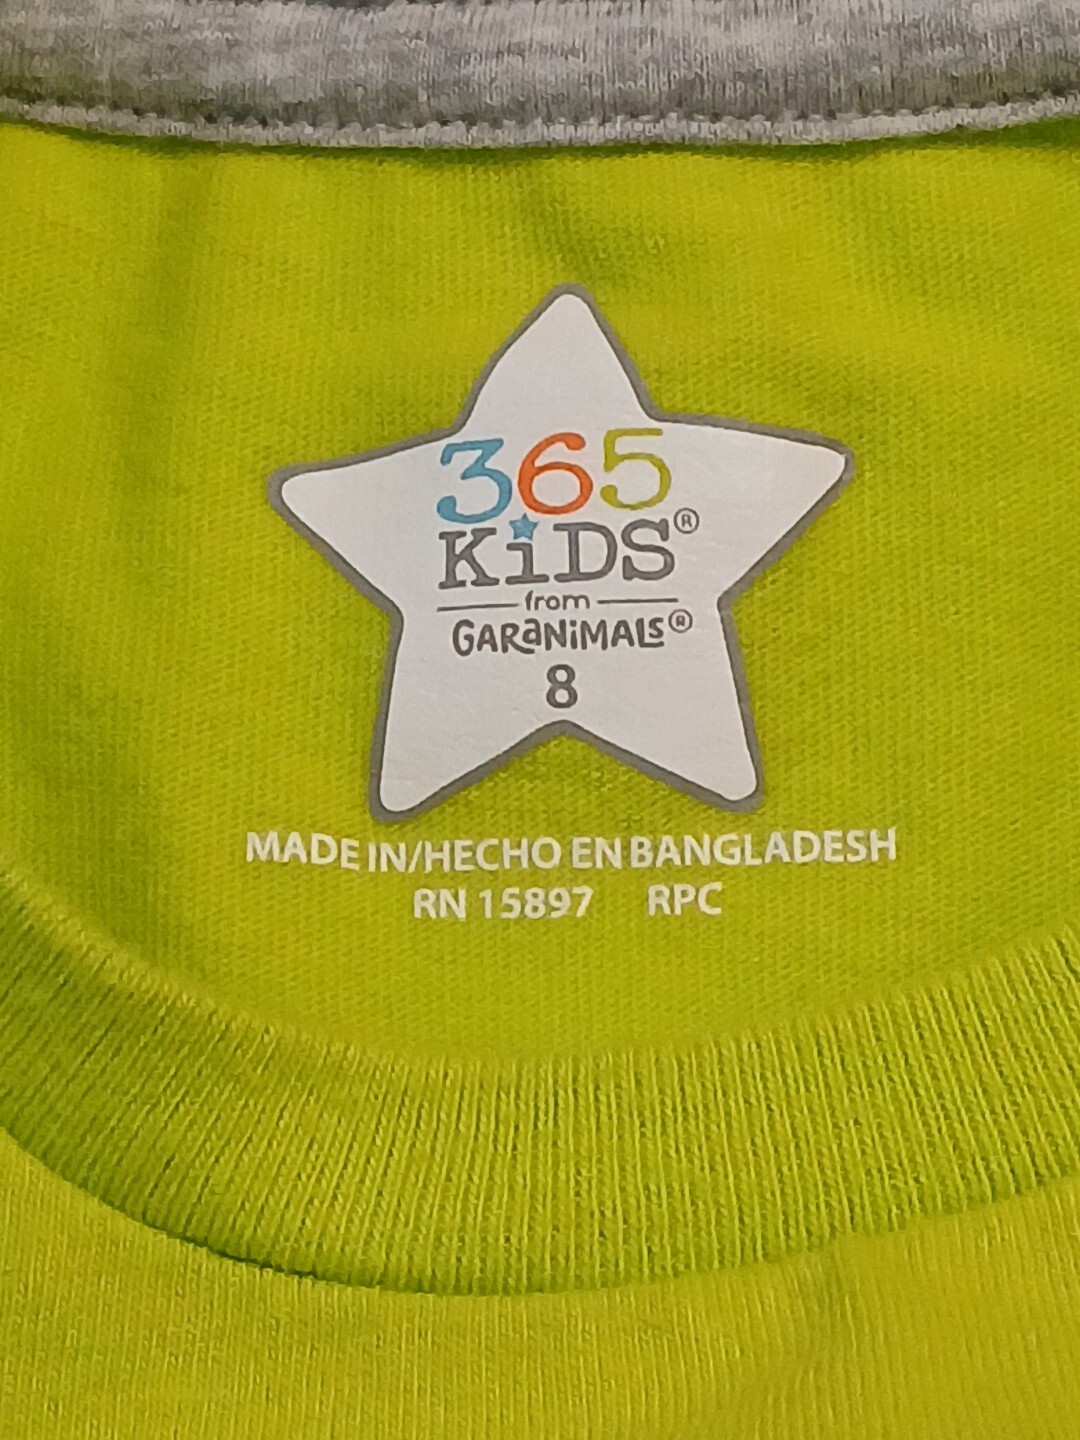 365
KiDS®
from
GARaNiMALs®
8
MADE IN/HECHO EN BANGLADESH
RN 15897 RPC